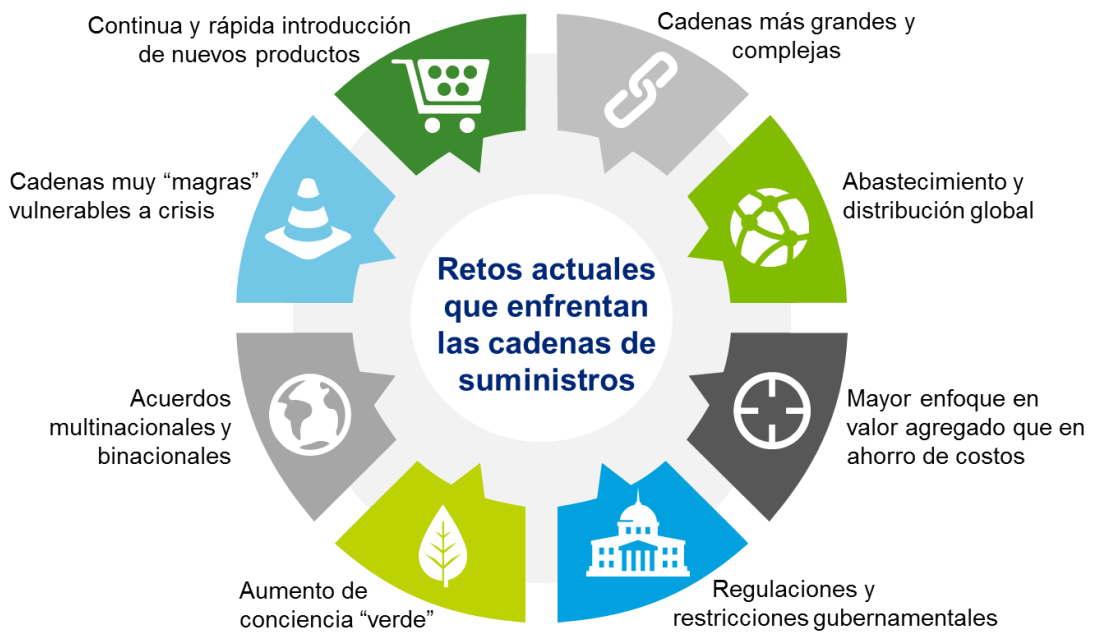 Continua y rápida introducción
de nuevos productos
Cadenas más grandes y
complejas
Cadenas muy “magras”
vulnerables a crisis
Abastecimiento y
distribución global
Retos actuales
que enfrentan
las cadenas de
suministros
Acuerdos
multinacionales y
binacionales
Mayor enfoque en
valor agregado que en
ahorro de costos
Aumento de
conciencia “verde”
Regulaciones y
restricciones gubernamentales